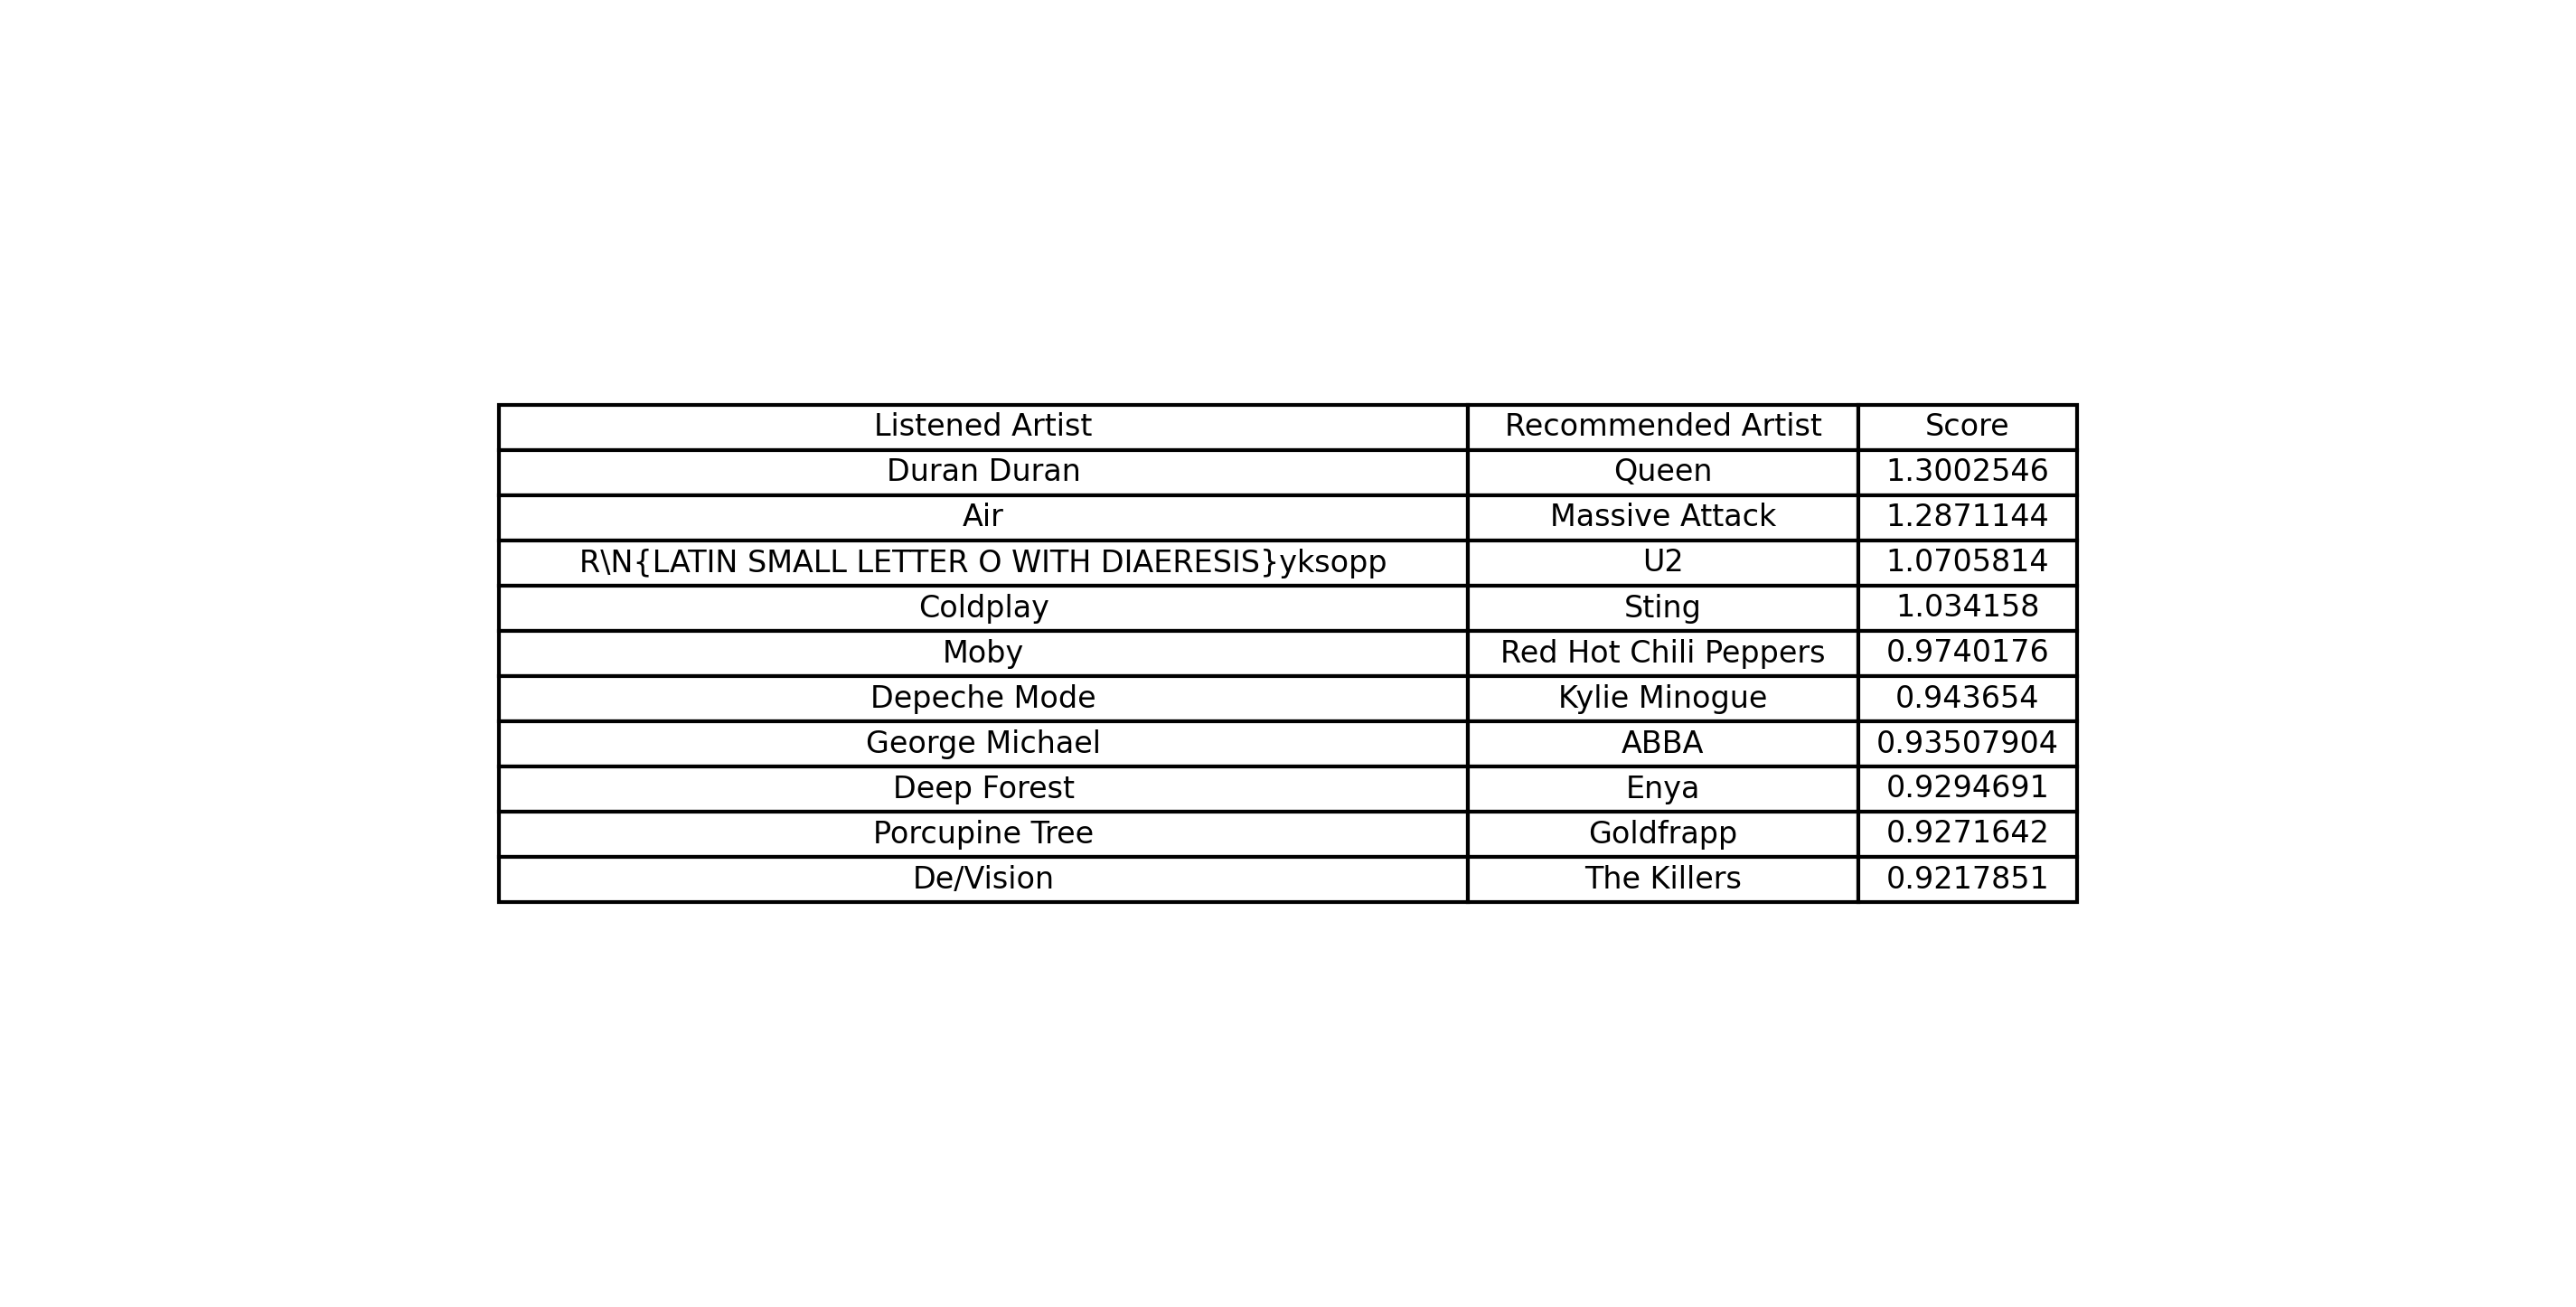 Listened Artist Recommended Artist Score
Duran Duran Queen 1.3002546
Air Massive Attack 1.2871144
R\N{LATIN SMALL LETTER O WITH DIAERESIS}yksopp U2 1.0705814
Coldplay Sting 1.034158
Moby Red Hot Chili Peppers 0.9740176
Depeche Mode Kylie Minogue 0.943654
George Michael ABBA 0.93507904
Deep Forest Enya 0.9294691
Porcupine Tree Goldfrapp 0.9271642
De/Vision The Killers 0.9217851